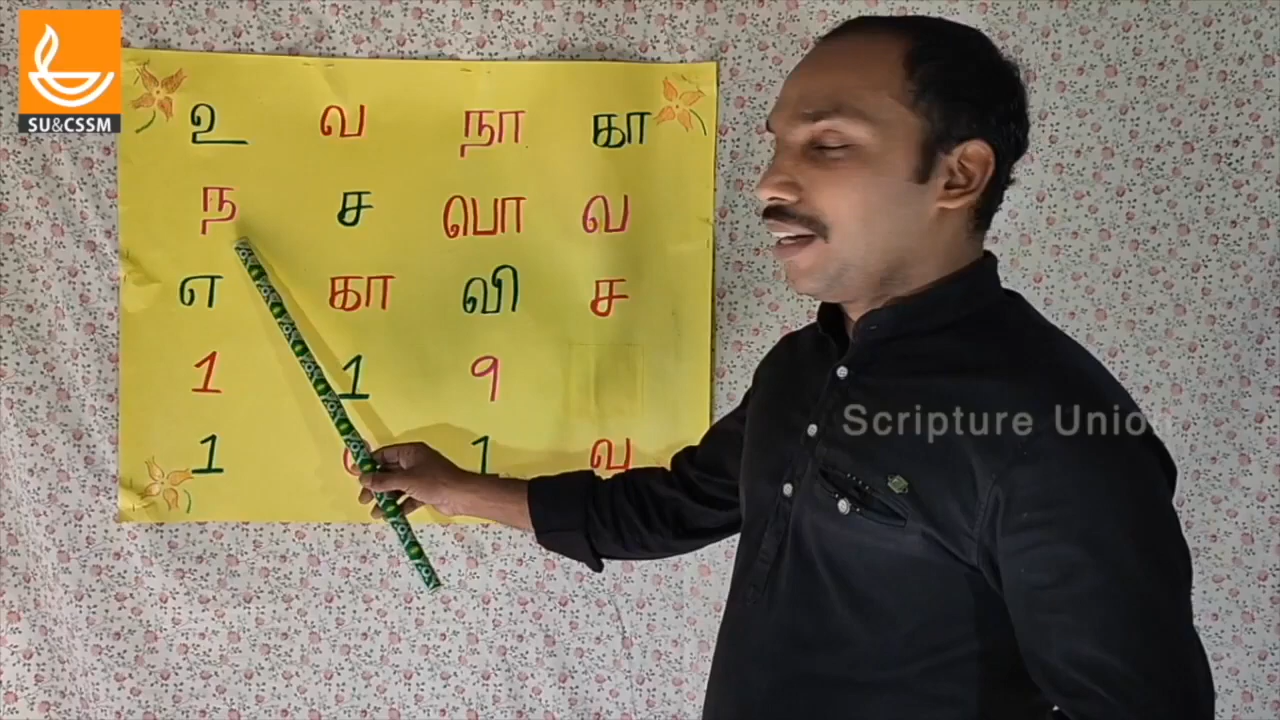 SU&CSSM
உ வ நா கா
ந ச பொ வ
எ கா வி ச
1 1 9
1 1 வ
Scripture Union